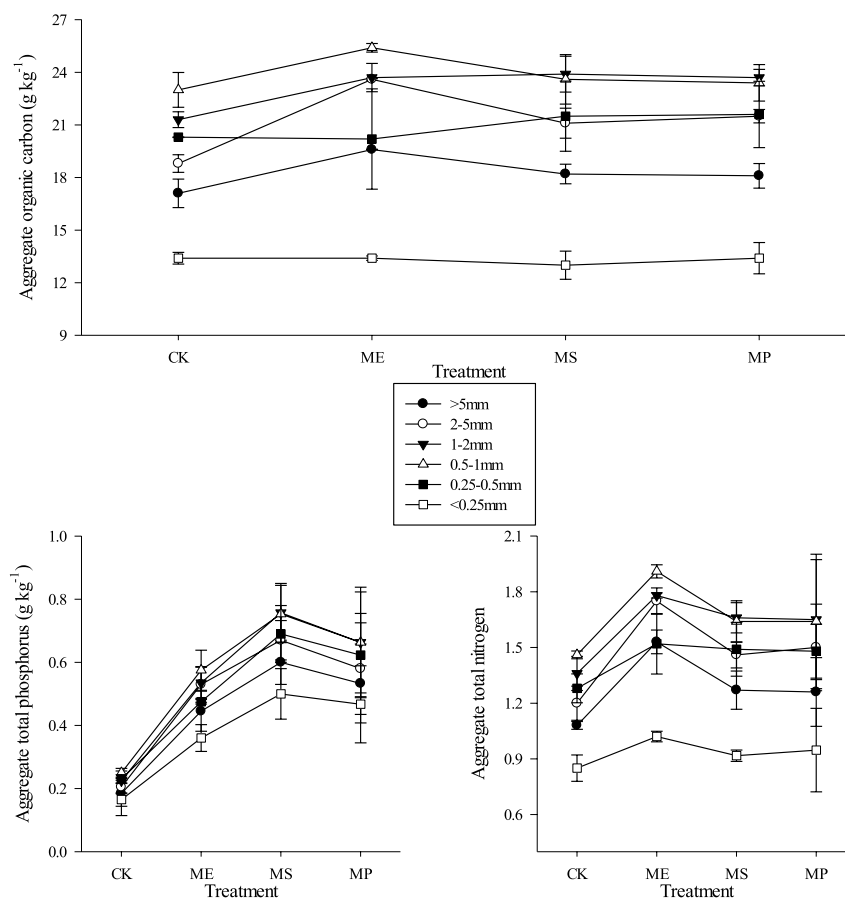 Aggregate organic carbon (g kg-1)
27
24
21
18
15
12
9
CK ME MS MP
Treatment
>5mm
2-5mm
1-2mm
0.5-1mm
0.25-0.5mm
<0.25mm
Aggregate total phosphorus (g kg-1)
1.0
0.8
0.6
0.4
0.2
0.0
CK ME MS MP
Treatment
Aggregate total nitrogen
2.1
1.8
1.5
1.2
0.9
0.6
CK ME MS MP
Treatment